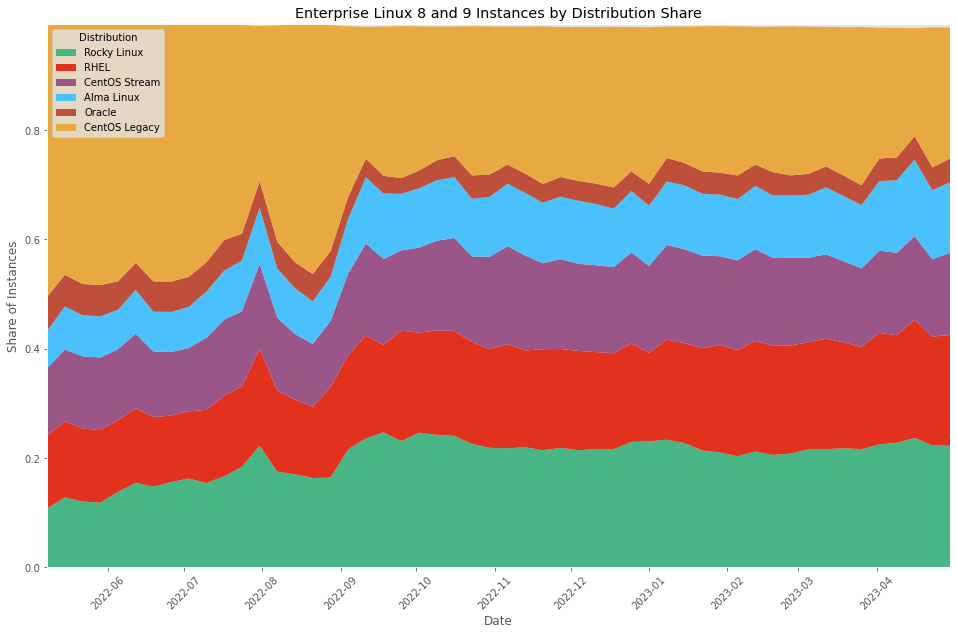 Enterprise Linux 8 and 9 Instances by Distribution Share
Distribution
Rocky Linux
RHEL
CentOS Stream
Alma Linux
Oracle
CentOS Legacy
Share of Instances
0.8
0.6
0.4
0.2
0.0
2022-06
2022-07
2022-08
2022-09
2022-10
2022-11
2022-12
2023-01
2023-02
2023-03
2023-04
Date